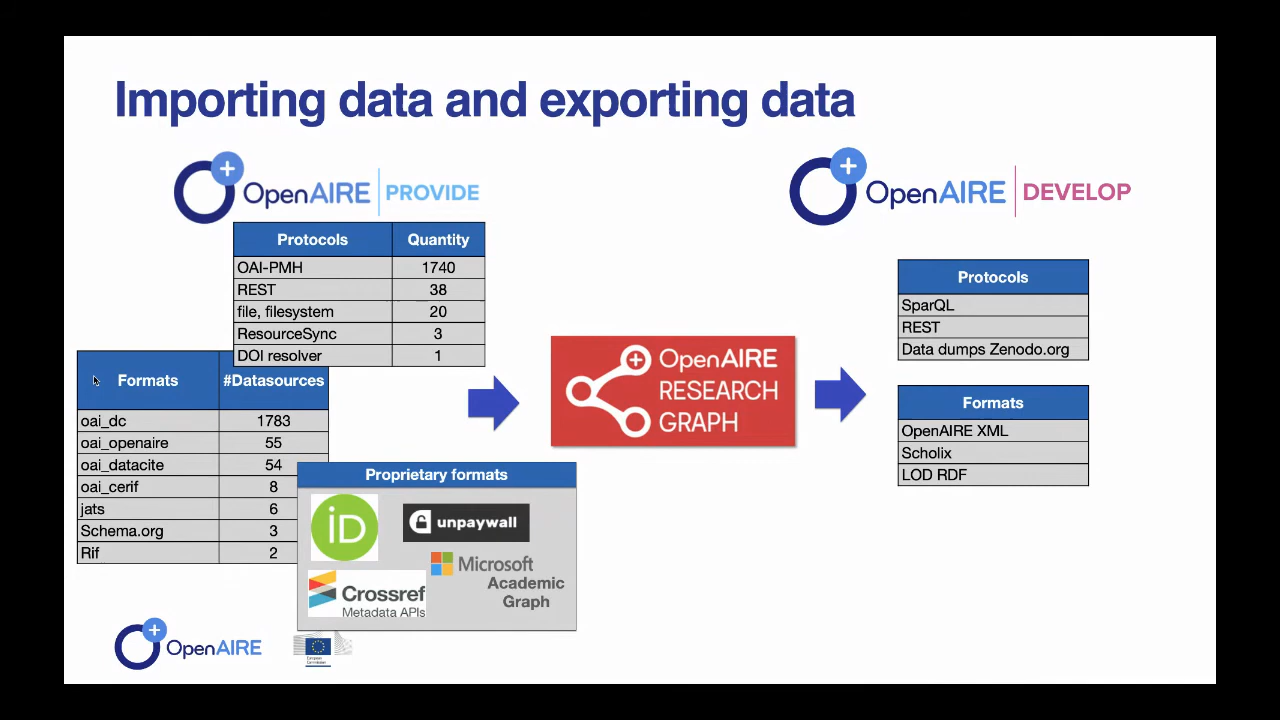 Importing data and exporting data
OpenAIRE PROVIDE
OpenAIRE DEVELOP
Protocols Quantity
OAI-PMH 1740
REST 38
file, filesystem 20
ResourceSync 3
DOI resolver 1
Formats #Datasources
oai_dc 1783
oai_openaire 55
oai_datacite 54
oai_cerif 8
jats 6
Schema.org 3
Rif 2
Proprietary formats
iD
unpaywall
Microsoft
Academic
Graph
Crossref
Metadata APIs
OpenAIRE
RESEARCH
GRAPH
Protocols
SparQL
REST
Data dumps Zenodo.org
Formats
OpenAIRE XML
Scholix
LOD RDF
OpenAIRE
European
Commission